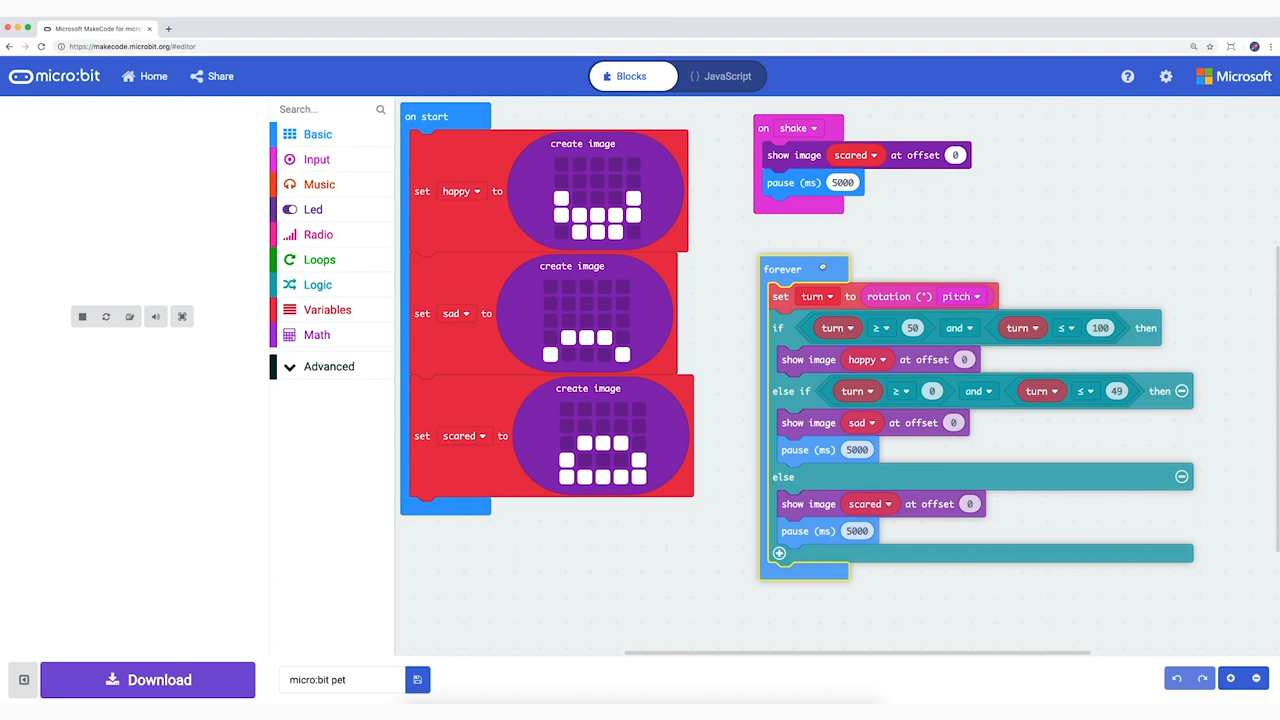 Microsoft MakeCode for micro
https://makecode.microbit.org/#editor
micro:bit Home Share Blocks {} JavaScript Microsoft
Search...
Basic
Input
Music
Led
Radio
Loops
Logic
Variables
Math
Advanced
on start
set happy to create image
set sad to create image
set scared to create image
on shake
show image scared at offset 0
pause (ms) 5000
forever
set turn to rotation (°) pitch
if turn ≥ 50 and turn ≤ 100 then
show image happy at offset 0
else if turn ≥ 0 and turn ≤ 49 then
show image sad at offset 0
pause (ms) 5000
else
show image scared at offset 0
pause (ms) 5000
Download
micro:bit pet